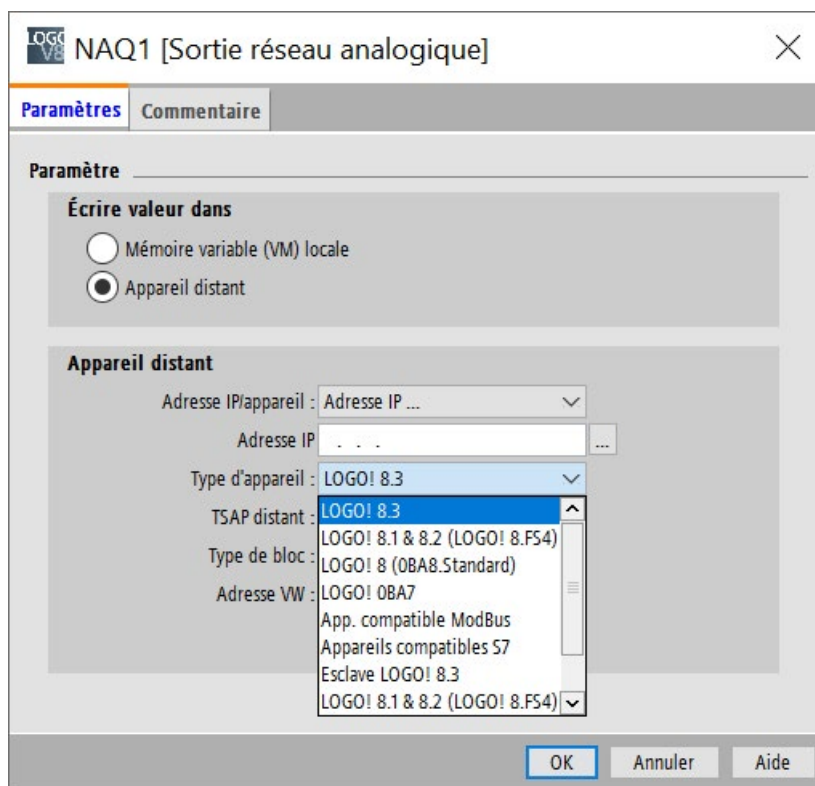 LOGO V8 NAQ1 [Sortie réseau analogique]
Paramètres Commentaire
Paramètre
Écrire valeur dans
Mémoire variable (VM) locale
Appareil distant
Appareil distant
Adresse IP/appareil : Adresse IP ...
Adresse IP . . . ...
Type d'appareil : LOGO! 8.3
TSAP distant :
Type de bloc :
Adresse VW :
LOGO! 8.3
LOGO! 8.1 & 8.2 (LOGO! 8.FS4)
LOGO! 8 (0BA8.Standard)
LOGO! 0BA7
App. compatible ModBus
Appareils compatibles S7
Esclave LOGO! 8.3
LOGO! 8.1 & 8.2 (LOGO! 8.FS4)
OK Annuler Aide